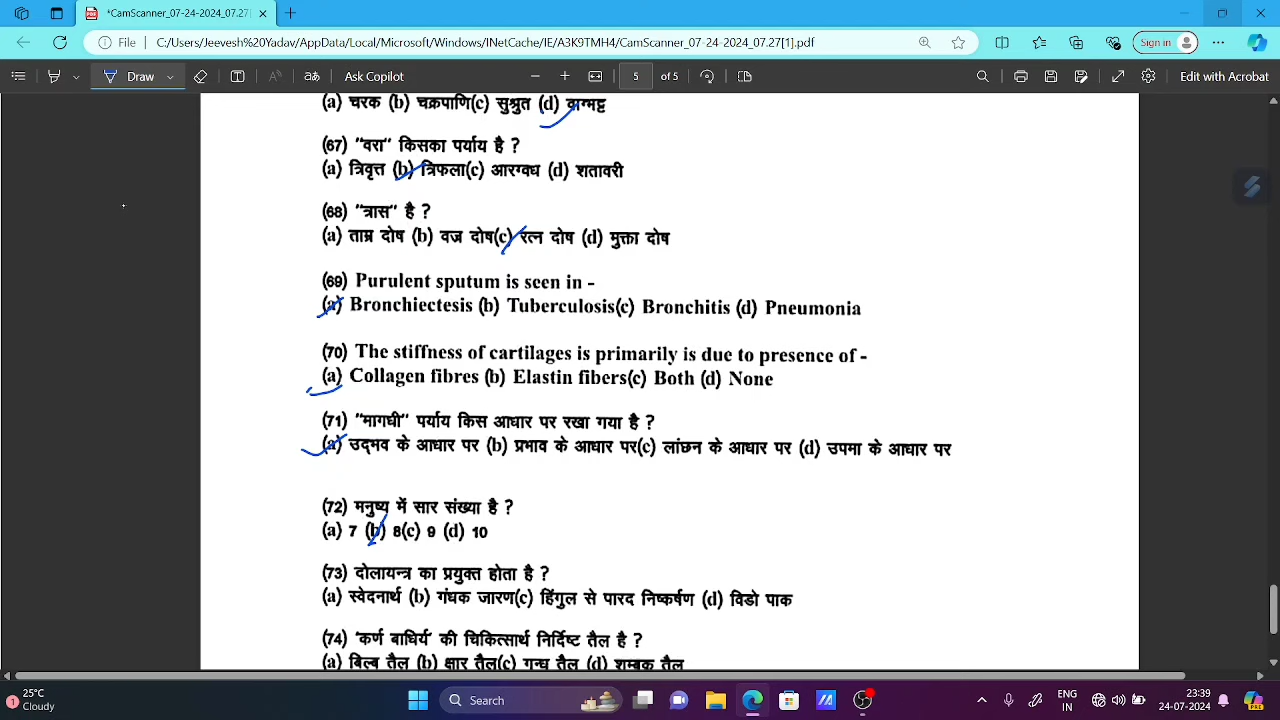 *CamScanner_07-24-2024_07.27[1]
File C:/Users/Jeevesh%20Yadav/AppData/Local/Microsoft/Windows/INetCache/IE/A3K9TMH4/CamScanner_07-24-2024_07.27[1].pdf Sign in
Draw 5 of 5 Edit with Acrobat
(a) चरक (b) चक्रपाणि(c) सुश्रुत (d) वाग्भट्ट
(67) "वरा" किसका पर्याय है ?
(a) त्रिवृत्त (b) त्रिफला(c) आरग्वध (d) शतावरी
(68) "त्रास" है ?
(a) ताम्र दोष (b) वज्र दोष(c) रत्न दोष (d) मुक्ता दोष
(69) Purulent sputum is seen in -
(a) Bronchiectesis (b) Tuberculosis(c) Bronchitis (d) Pneumonia
(70) The stiffness of cartilages is primarily is due to presence of -
(a) Collagen fibres (b) Elastin fibers(c) Both (d) None
(71) "मागधी" पर्याय किस आधार पर रखा गया है ?
(a) उद्‌भव के आधार पर (b) प्रभाव के आधार पर(c) लांछन के आधार पर (d) उपमा के आधार पर
(72) मनुष्य में सार संख्या है ?
(a) 7 (b) 8(c) 9 (d) 10
(73) दोलायन्त्र का प्रयुक्त होता है ?
(a) स्वेदनार्थ (b) गंधक जारण(c) हिंगुल से पारद निष्कर्षण (d) विडो पाक
(74) 'कर्ण बाधिर्य' की चिकित्सार्थ निर्दिष्ट तैल है ?
(a) बिल्व तैल (b) क्षार तैल(c) गन्ध तैल (d) शम्बूक तैल
25°C
Cloudy
Search
ENG
IN
23:39
24-07-2024